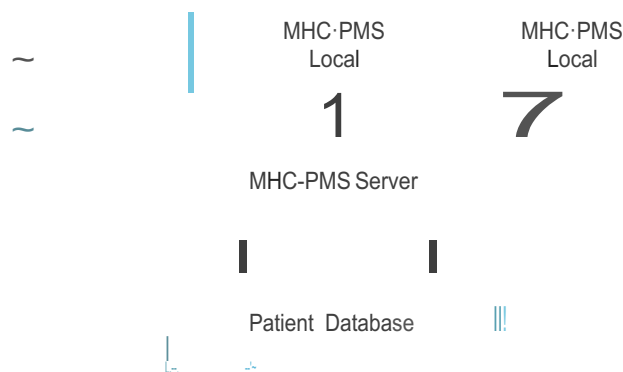 MHC·PMS
Local
MHC·PMS
Local
1 7
MHC-PMS Server
Patient Database